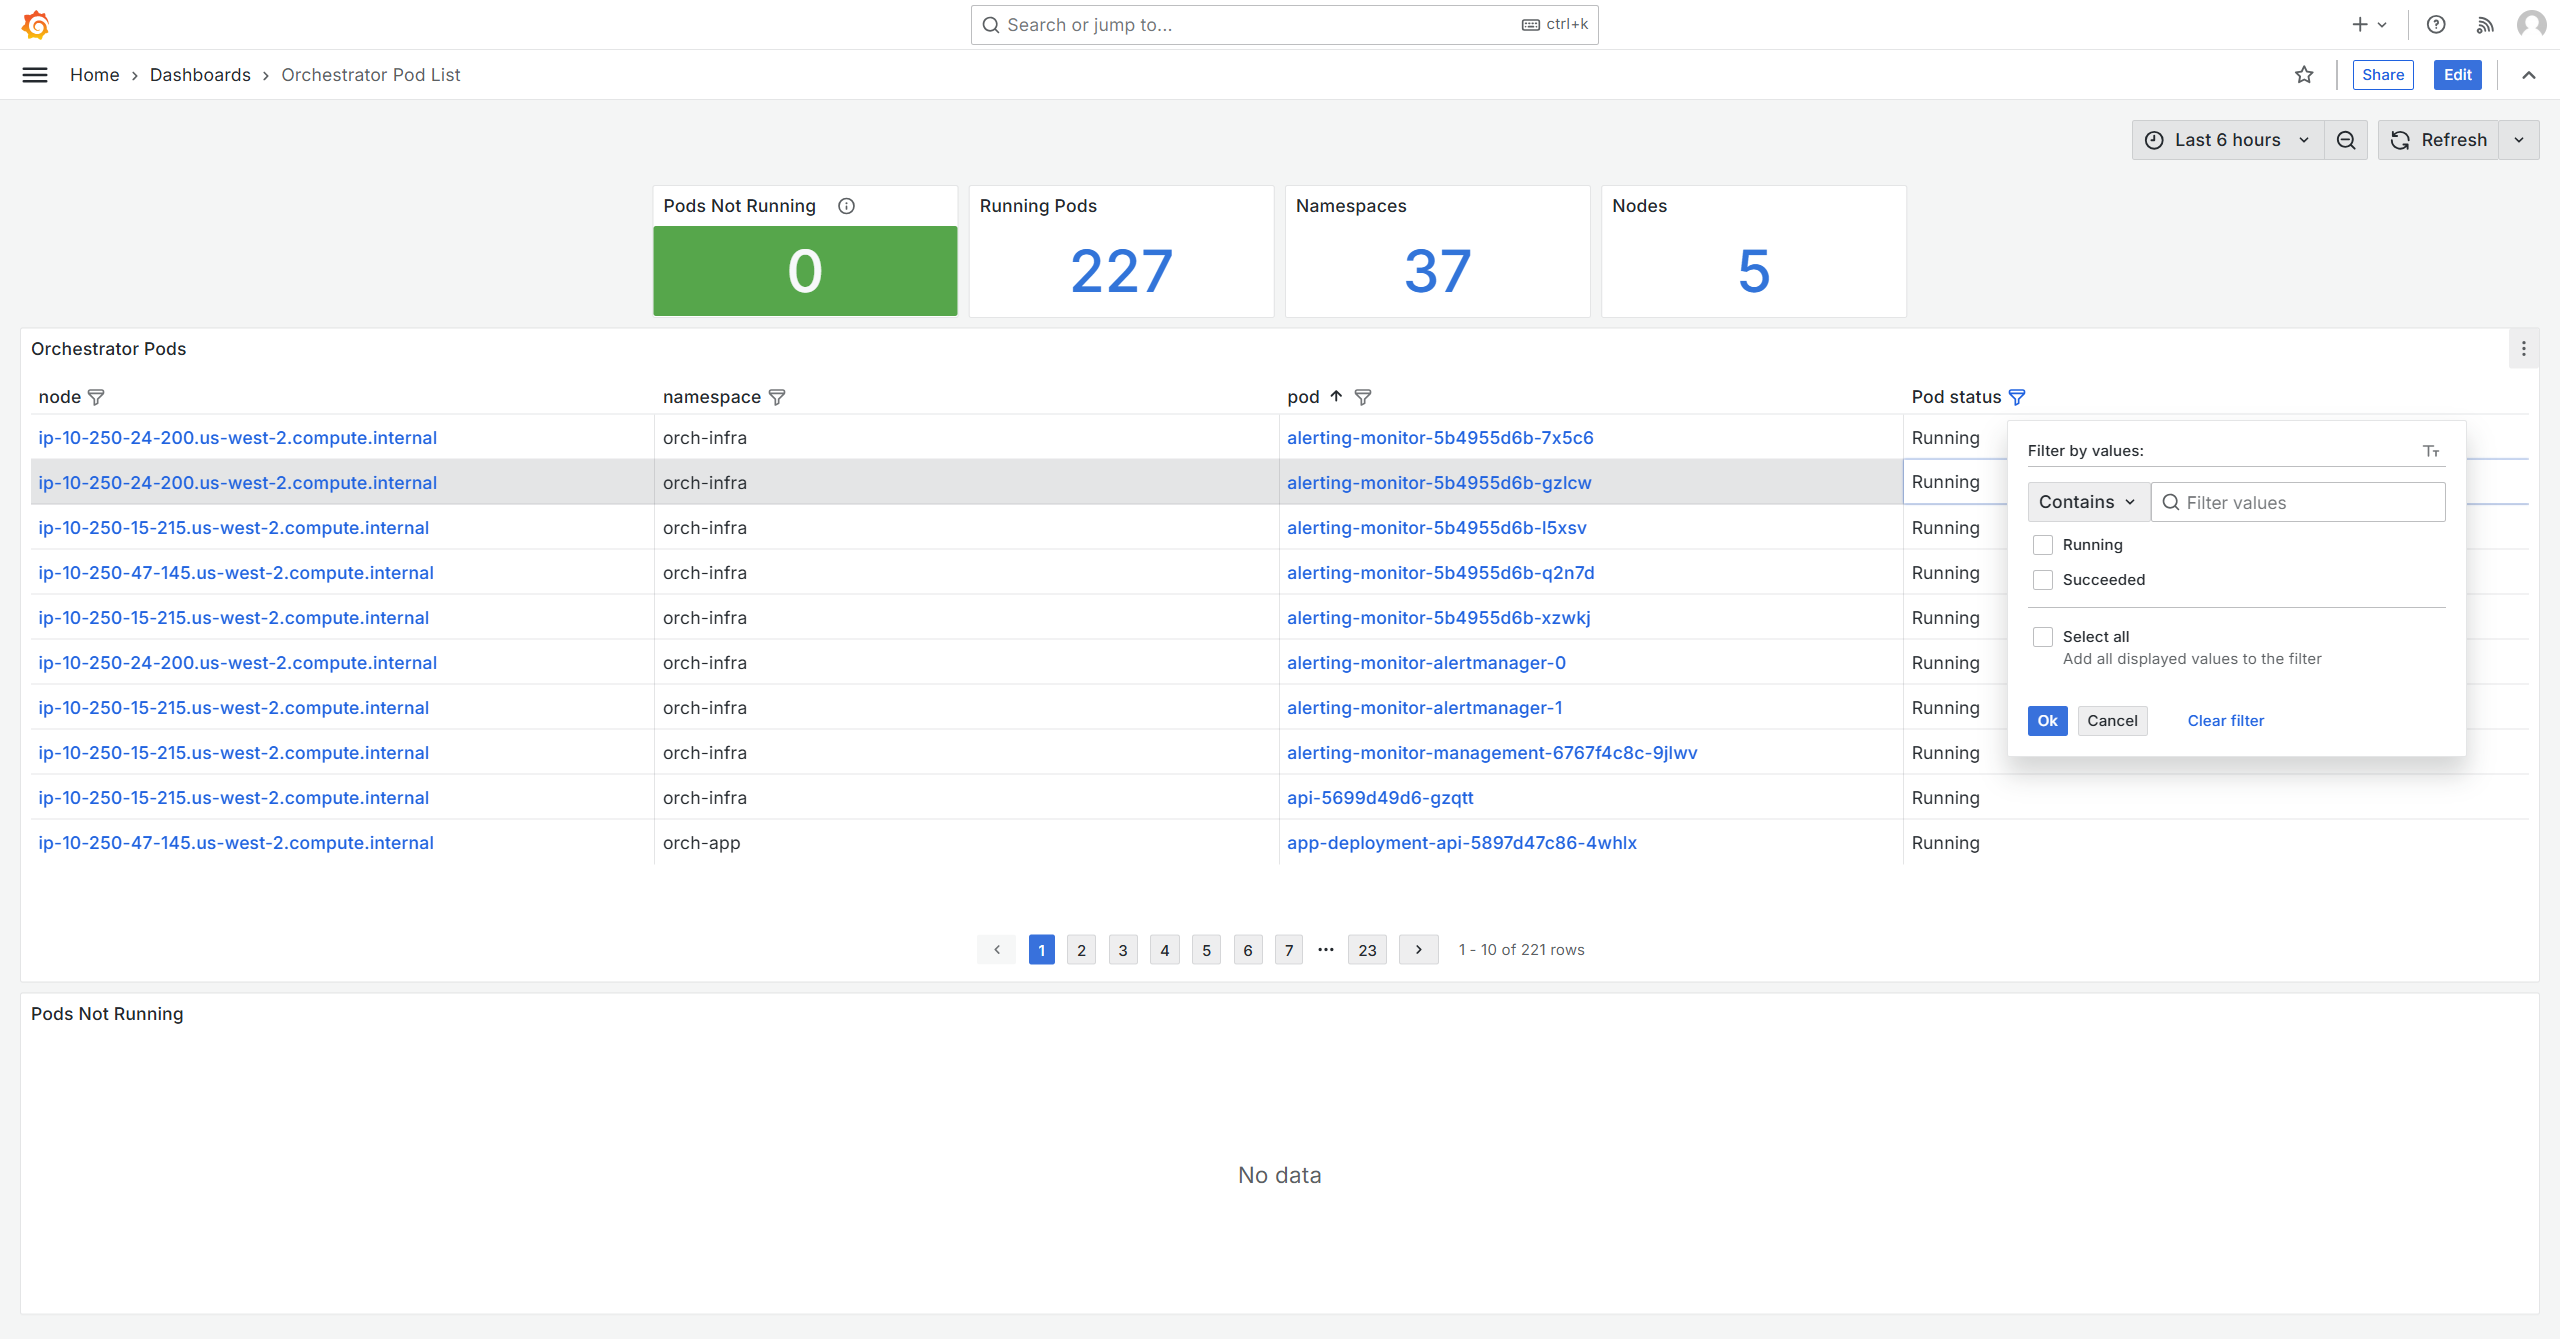 Search or jump to...
ctrl+k
Home › Dashboards › Orchestrator Pod List
Share
Edit
Last 6 hours
Refresh
Pods Not Running
0
Running Pods
227
Namespaces
37
Nodes
5
Orchestrator Pods
node namespace pod Pod status
ip-10-250-24-200.us-west-2.compute.internal orch-infra alerting-monitor-5b4955d6b-7x5c6 Running
ip-10-250-24-200.us-west-2.compute.internal orch-infra alerting-monitor-5b4955d6b-gzlcw Running
ip-10-250-15-215.us-west-2.compute.internal orch-infra alerting-monitor-5b4955d6b-l5xsv Running
ip-10-250-47-145.us-west-2.compute.internal orch-infra alerting-monitor-5b4955d6b-q2n7d Running
ip-10-250-15-215.us-west-2.compute.internal orch-infra alerting-monitor-5b4955d6b-xzwkj Running
ip-10-250-24-200.us-west-2.compute.internal orch-infra alerting-monitor-alertmanager-0 Running
ip-10-250-15-215.us-west-2.compute.internal orch-infra alerting-monitor-alertmanager-1 Running
ip-10-250-15-215.us-west-2.compute.internal orch-infra alerting-monitor-management-6767f4c8c-9jlwv Running
ip-10-250-15-215.us-west-2.compute.internal orch-infra api-5699d49d6-gzqtt Running
ip-10-250-47-145.us-west-2.compute.internal orch-app app-deployment-api-5897d47c86-4whlx Running
Filter by values:
Contains
Filter values
Running
Succeeded
Select all
Add all displayed values to the filter
Ok
Cancel
Clear filter
1 2 3 4 5 6 7 ··· 23 1 - 10 of 221 rows
Pods Not Running
No data